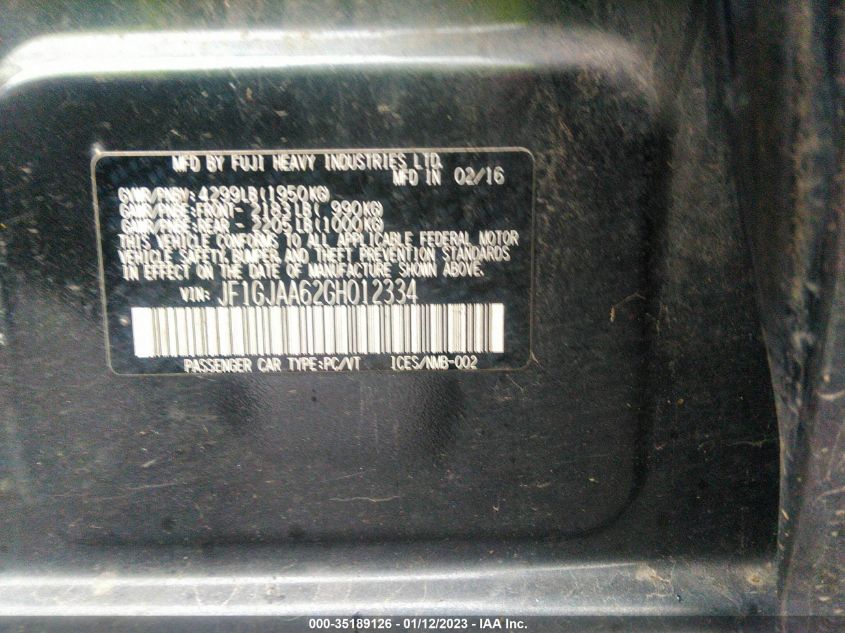 MFD BY FUJI HEAVY INDUSTRIES LTD.
MFD IN 02/16
GVWR/PNBV: 4299LB(1950KG)
GAWR/PNBE: FRONT- 2183LB( 990KG)
GAWR/PNBE: REAR - 2205LB(1000KG)
THIS VEHICLE CONFORMS TO ALL APPLICABLE FEDERAL MOTOR
VEHICLE SAFETY, BUMPER, AND THEFT PREVENTION STANDARDS
IN EFFECT ON THE DATE OF MANUFACTURE SHOWN ABOVE.
VIN: JF1GJAA62GH012334
PASSENGER CAR TYPE:PC/VT ICES/NMB-002
000-35189126 - 01/12/2023 - IAA Inc.